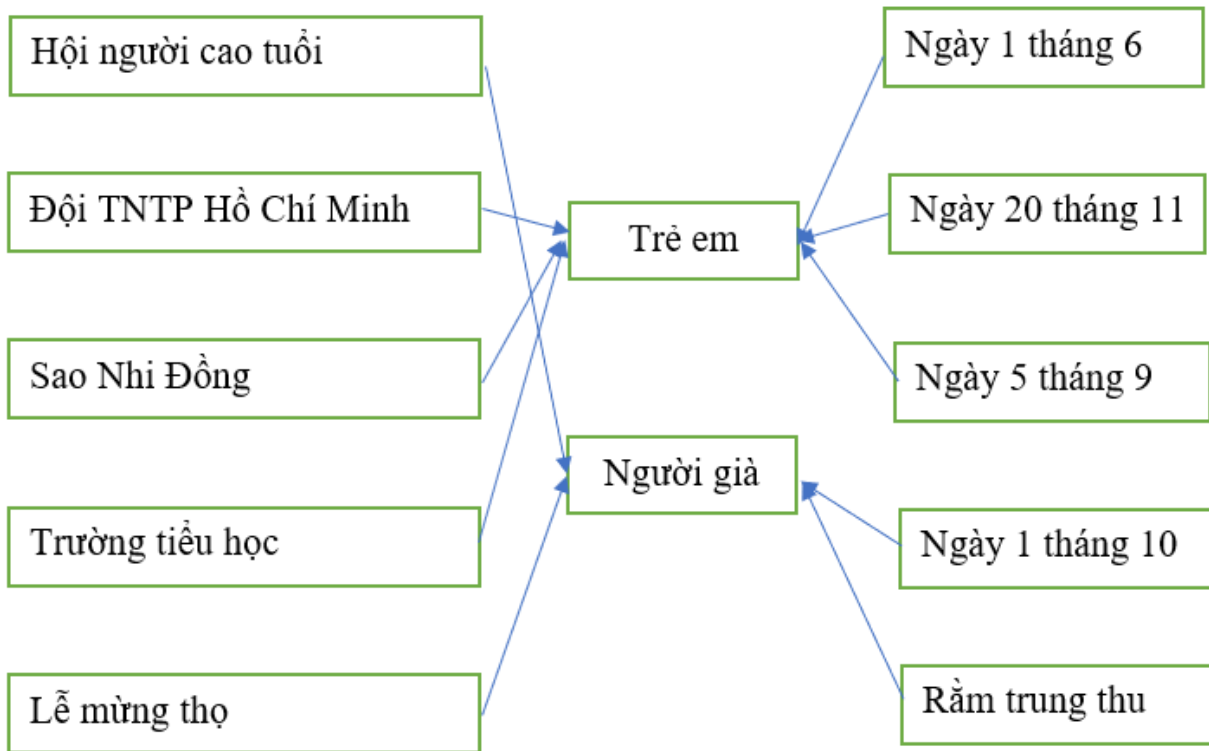 Hội người cao tuổi
Đội TNTP Hồ Chí Minh
Sao Nhi Đồng
Trường tiểu học
Lễ mừng thọ
Trẻ em
Người già
Ngày 1 tháng 6
Ngày 20 tháng 11
Ngày 5 tháng 9
Ngày 1 tháng 10
Rằm trung thu